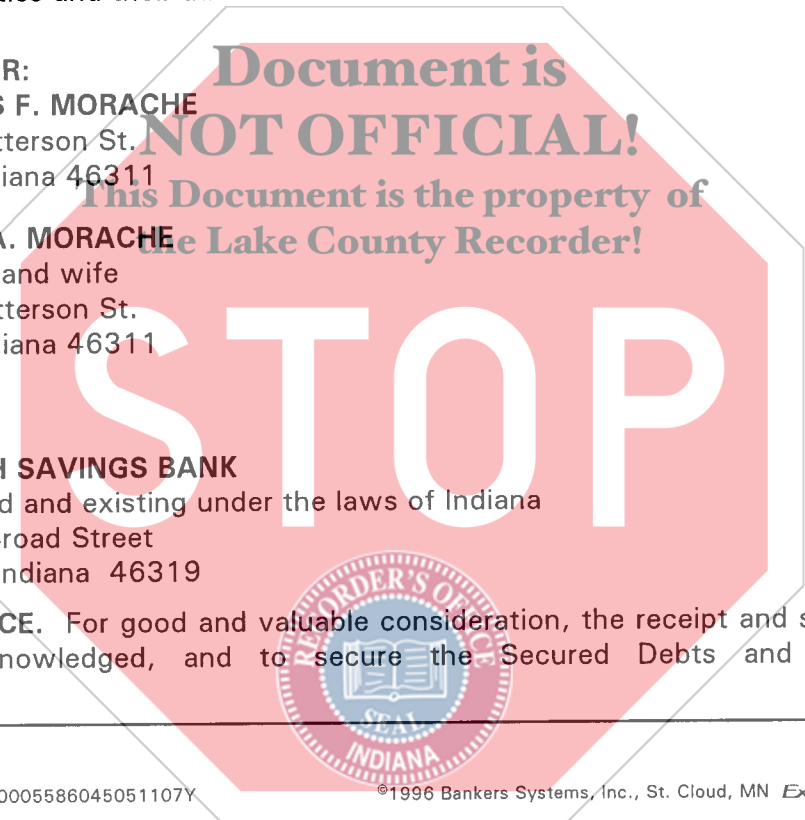 R:
S F. MORACHE
tterson St.
iana 46311
A. MORACHE
and wife
tterson St.
iana 46311
H SAVINGS BANK
d and existing under the laws of Indiana
road Street
ndiana 46319
CE. For good and valuable consideration, the receipt and s
nowledged, and to secure the Secured Debts and
0005586045051107Y
©1996 Bankers Systems, Inc., St. Cloud, MN Ex
Document is
NOT OFFICIAL!
This Document is the property of
the Lake County Recorder!
STOP
RECORDER'S OFFICE
SEAL
INDIANA